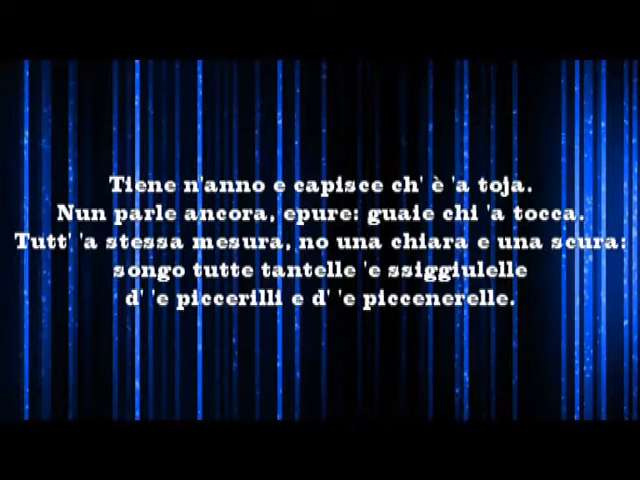 Tiene n'anno e capisce ch' è 'a toja.
Nun parle ancora, epure: guaie chi 'a tocca.
Tutt' 'a stessa mesura, no una chiara e una scura:
songo tutte tantelle 'e ssiggiulelle
d' 'e piccerilli e d' 'e piccenerelle.